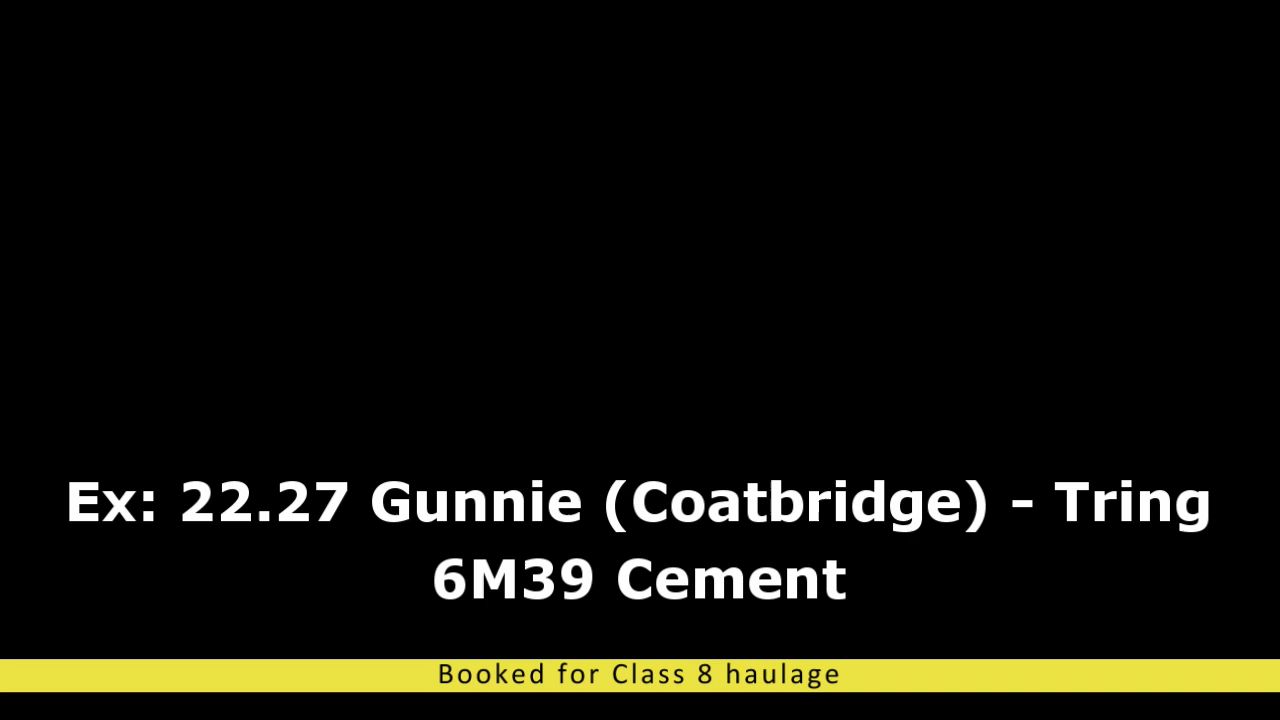 Ex: 22.27 Gunnie (Coatbridge) - Tring
6M39 Cement
Booked for Class 8 haulage